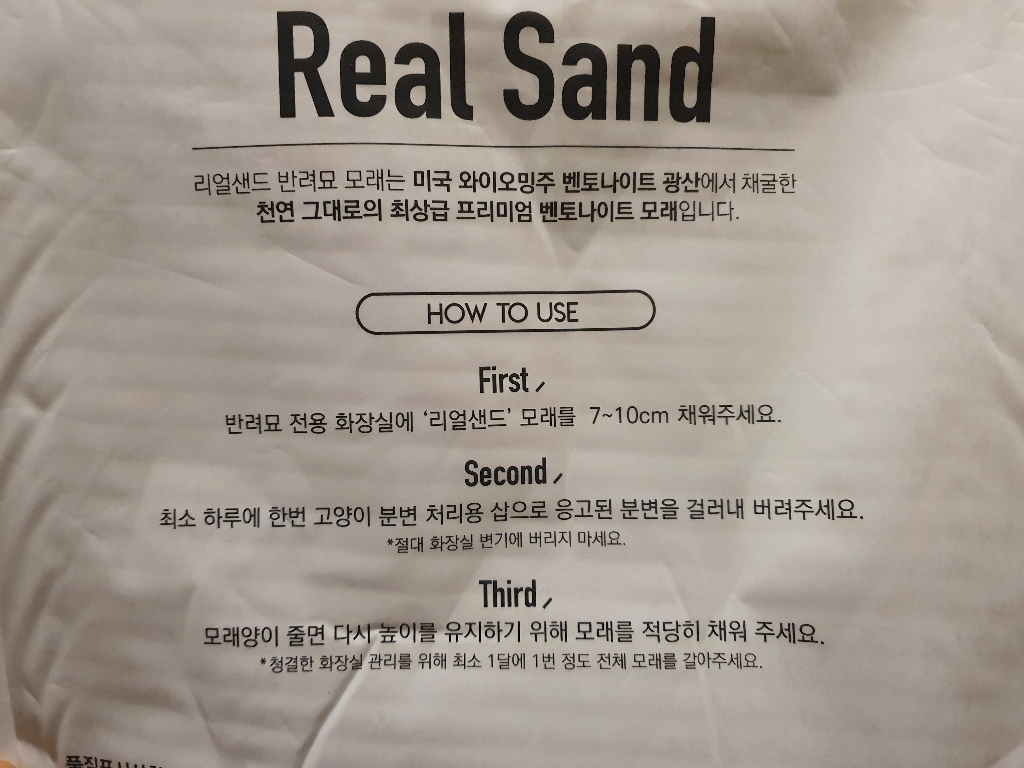 Real Sand
리얼샌드 반려묘 모래는 미국 와이오밍주 벤토나이트 광산에서 채굴한
천연 그대로의 최상급 프리미엄 벤토나이트 모래입니다.
HOW TO USE
First
반려묘 전용 화장실에 ‘리얼샌드’ 모래를 7~10cm 채워주세요.
Second
최소 하루에 한번 고양이 분변 처리용 삽으로 응고된 분변을 걸러내 버려주세요.
*절대 화장실 변기에 버리지 마세요.
Third
모래양이 줄면 다시 높이를 유지하기 위해 모래를 적당히 채워 주세요.
*청결한 화장실 관리를 위해 최소 1달에 1번 정도 전체 모래를 갈아주세요.